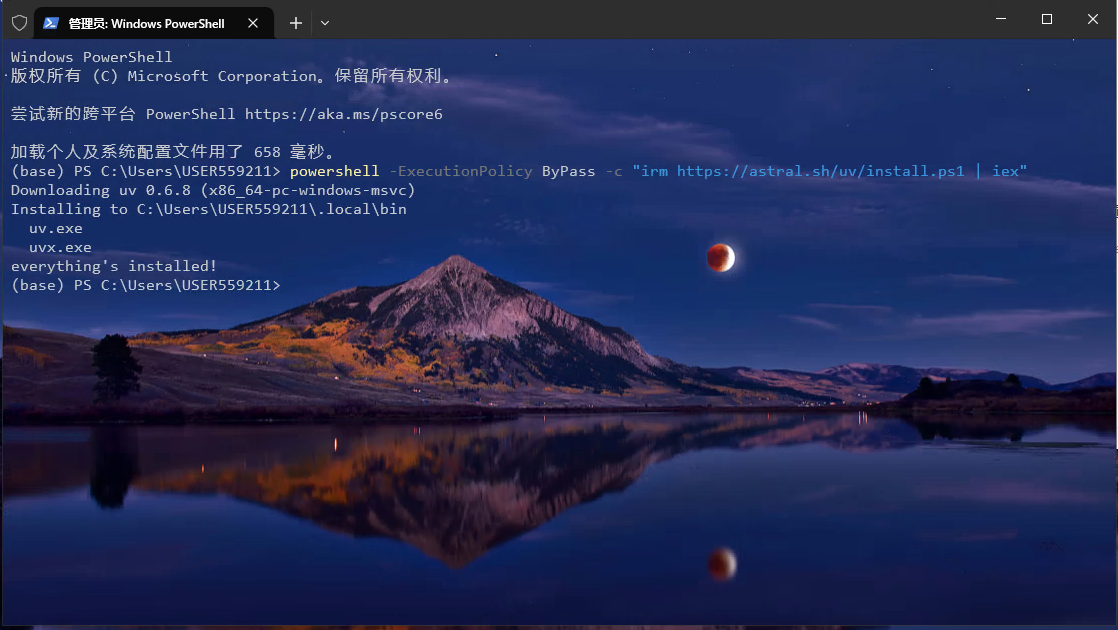 管理员: Windows PowerShell
Windows PowerShell
版权所有 (C) Microsoft Corporation。保留所有权利。
尝试新的跨平台 PowerShell https://aka.ms/pscore6
加载个人及系统配置文件用了 658 毫秒。
(base) PS C:\Users\USER559211> powershell -ExecutionPolicy ByPass -c "irm https://astral.sh/uv/install.ps1 | iex"
Downloading uv 0.6.8 (x86_64-pc-windows-msvc)
Installing to C:\Users\USER559211\.local\bin
  uv.exe
  uvx.exe
everything's installed!
(base) PS C:\Users\USER559211>